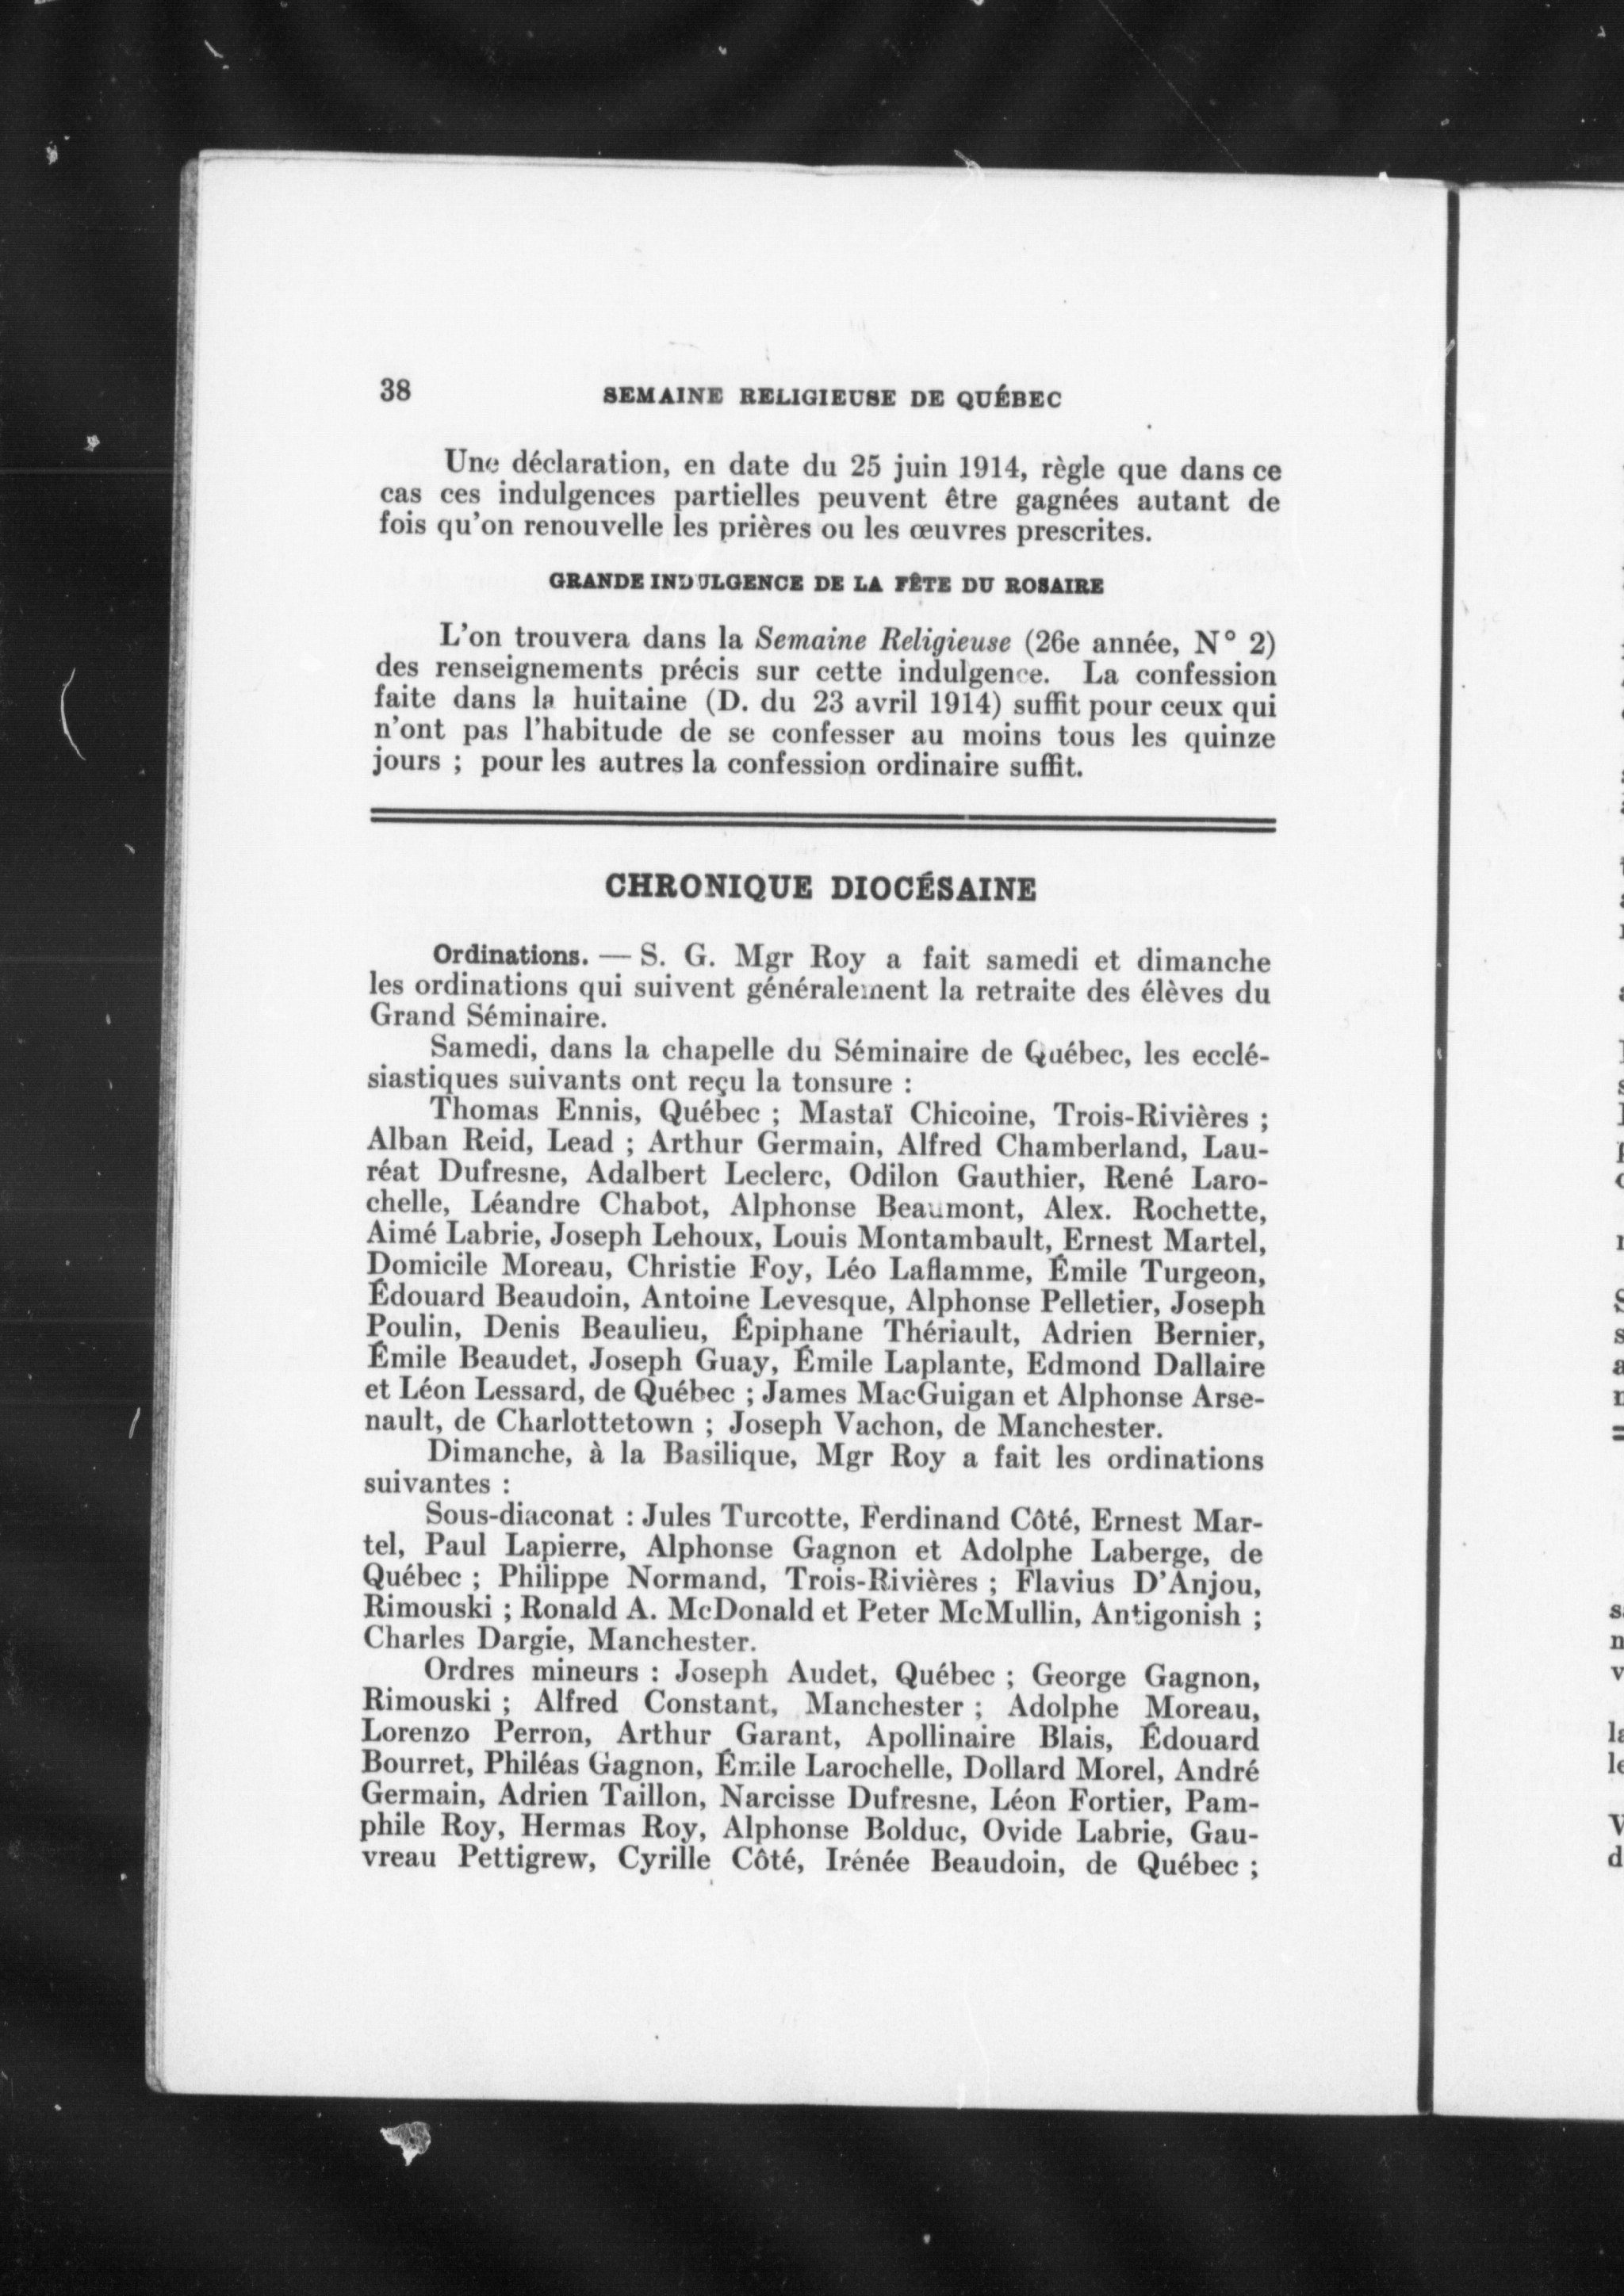 38 SEMAINE RELIGIEUSE DE QUÉBEC
Une déclaration, en date du 25 juin 1914, règle que dans ce
cas ces indulgences partielles peuvent être gagnées autant de
fois qu'on renouvelle les prières ou les œuvres prescrites.
GRANDE INDULGENCE DE LA FÊTE DU ROSAIRE
L'on trouvera dans la Semaine Religieuse (26e année, N° 2)
des renseignements précis sur cette indulgence. La confession
faite dans la huitaine (D. du 23 avril 1914) suffit pour ceux qui
n'ont pas l'habitude de se confesser au moins tous les quinze
jours ; pour les autres la confession ordinaire suffit.
CHRONIQUE DIOCÉSAINE
Ordinations. — S. G. Mgr Roy a fait samedi et dimanche
les ordinations qui suivent généralement la retraite des élèves du
Grand Séminaire.
Samedi, dans la chapelle du Séminaire de Québec, les ecclé-
siastiques suivants ont reçu la tonsure :
Thomas Ennis, Québec ; Mastaï Chicoine, Trois-Rivières ;
Alban Reid, Lead ; Arthur Germain, Alfred Chamberland, Lau-
réat Dufresne, Adalbert Leclerc, Odilon Gauthier, René Laro-
chelle, Léandre Chabot, Alphonse Beaumont, Alex. Rochette,
Aimé Labrie, Joseph Lehoux, Louis Montambault, Ernest Martel,
Domicile Moreau, Christie Foy, Léo Laflamme, Émile Turgeon,
Édouard Beaudoin, Antoine Levesque, Alphonse Pelletier, Joseph
Poulin, Denis Beaulieu, Épiphane Thériault, Adrien Bernier,
Émile Beaudet, Joseph Guay, Émile Laplante, Edmond Dallaire
et Léon Lessard, de Québec ; James MacGuigan et Alphonse Arse-
nault, de Charlottetown ; Joseph Vachon, de Manchester.
Dimanche, à la Basilique, Mgr Roy a fait les ordinations
suivantes :
Sous-diaconat : Jules Turcotte, Ferdinand Côté, Ernest Mar-
tel, Paul Lapierre, Alphonse Gagnon et Adolphe Laberge, de
Québec ; Philippe Normand, Trois-Rivières ; Flavius D'Anjou,
Rimouski ; Ronald A. McDonald et Peter McMullin, Antigonish ;
Charles Dargie, Manchester.
Ordres mineurs : Joseph Audet, Québec ; George Gagnon,
Rimouski ; Alfred Constant, Manchester ; Adolphe Moreau,
Lorenzo Perron, Arthur Garant, Apollinaire Blais, Édouard
Bourret, Philéas Gagnon, Émile Larochelle, Dollard Morel, André
Germain, Adrien Taillon, Narcisse Dufresne, Léon Fortier, Pam-
phile Roy, Hermas Roy, Alphonse Bolduc, Ovide Labrie, Gau-
vreau Pettigrew, Cyrille Côté, Irénée Beaudoin, de Québec ;